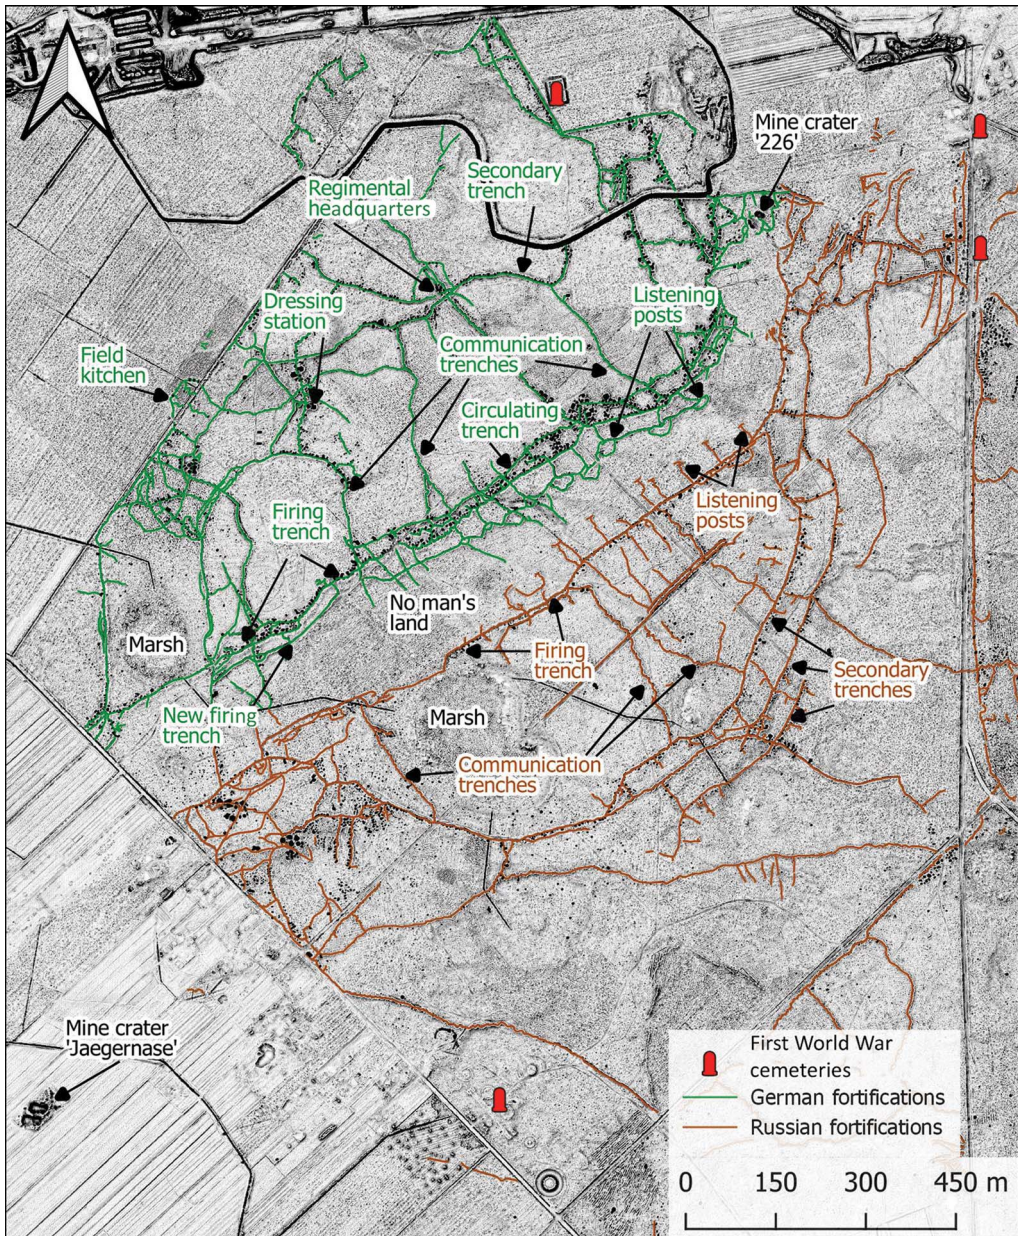 Mine crater
'226'
Secondary
trench
Regimental
headquarters
Dressing
station
Listening
posts
Communication
trenches
Field
kitchen
Circulating
trench
Listening
posts
Firing
trench
No man's
land
Marsh
Firing
trench
Secondary
trenches
New firing
trench
Marsh
Communication
trenches
Mine crater
'Jaegernase'
First World War
cemeteries
German fortifications
Russian fortifications
0 150 300 450 m